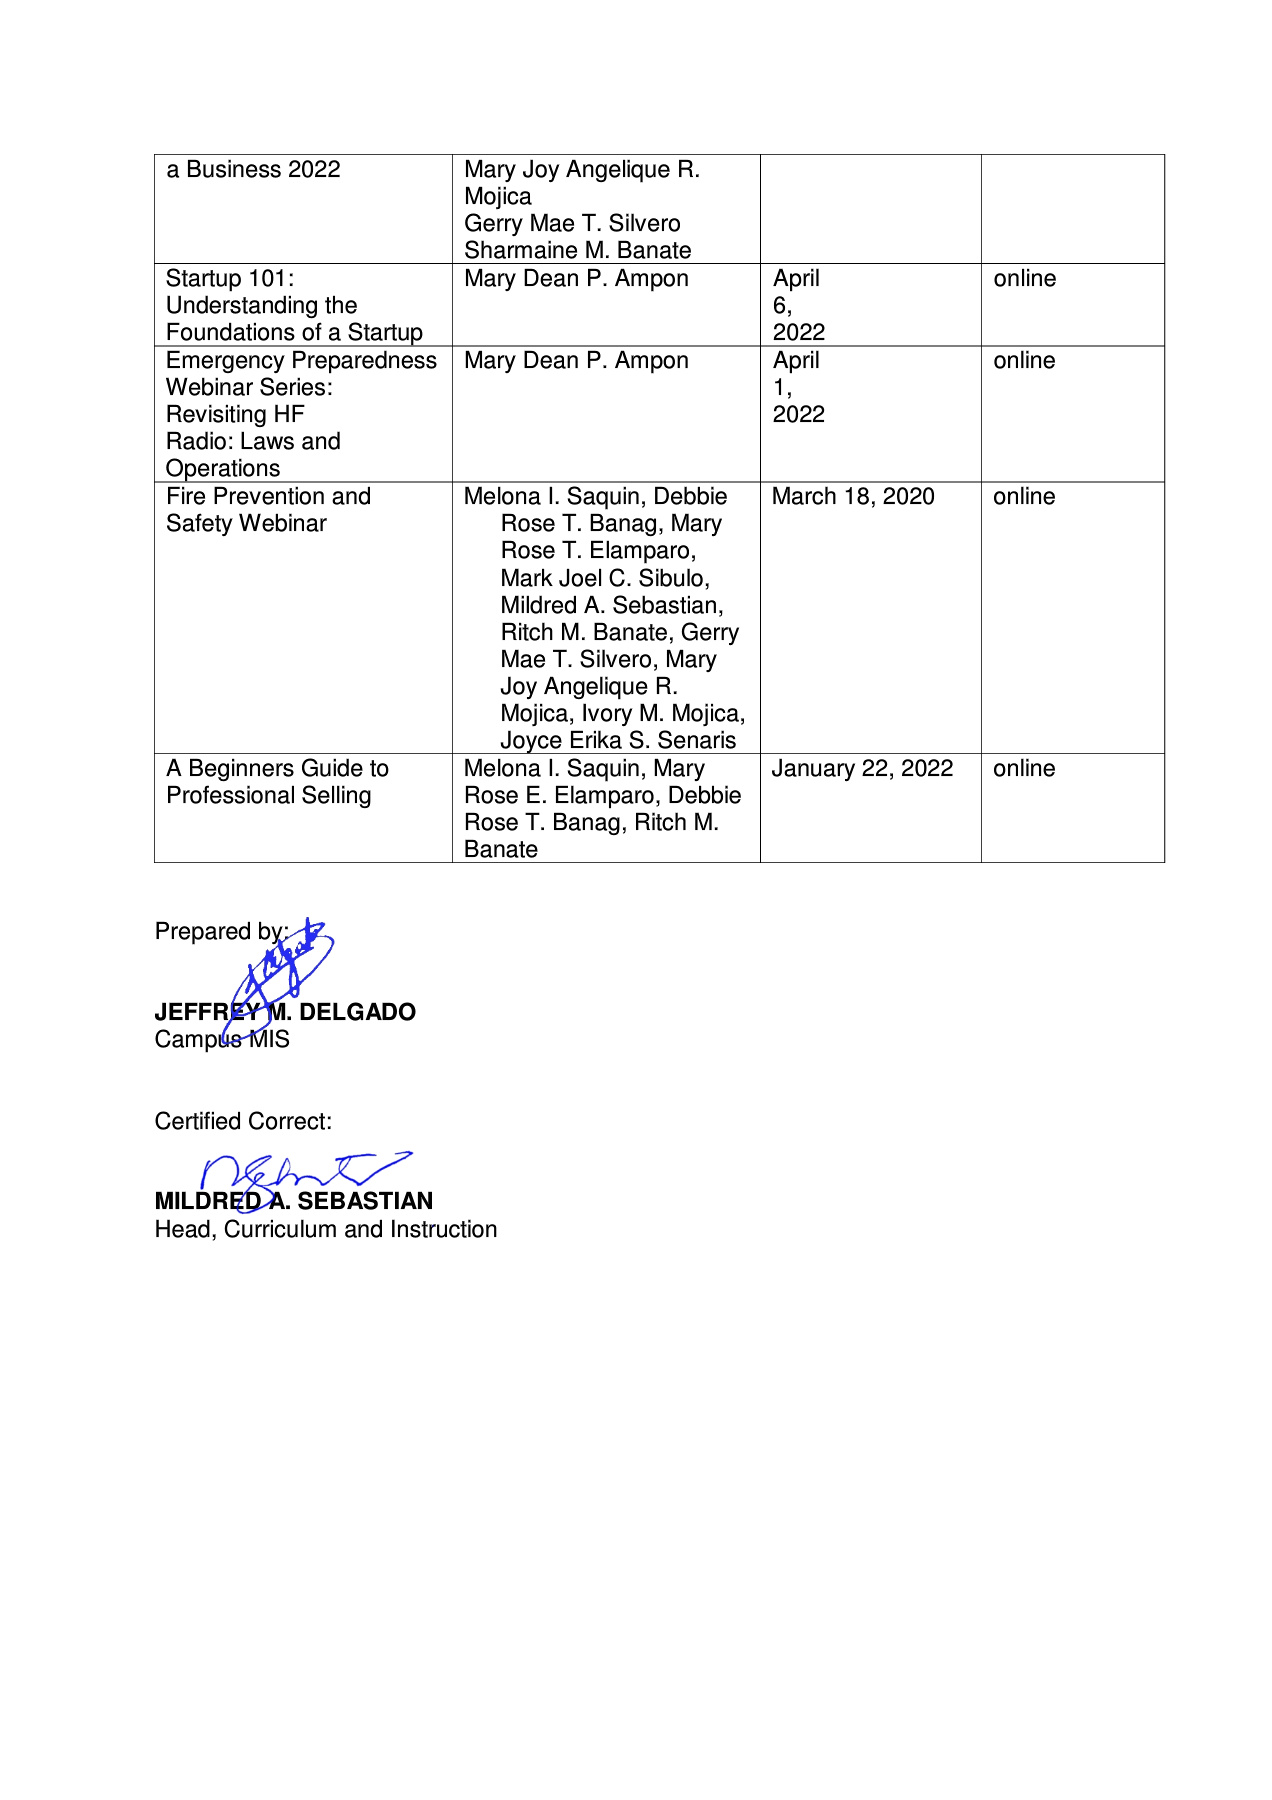 a Business 2022
Mary Joy Angelique R.
Mojica
Gerry Mae T. Silvero
Sharmaine M. Banate
Startup 101:
Understanding the
Foundations of a Startup
Mary Dean P. Ampon
April
6,
2022
online
Emergency Preparedness
Webinar Series:
Revisiting HF
Radio: Laws and
Operations
Mary Dean P. Ampon
April
1,
2022
online
Fire Prevention and
Safety Webinar
Melona I. Saquin, Debbie
Rose T. Banag, Mary
Rose T. Elamparo,
Mark Joel C. Sibulo,
Mildred A. Sebastian,
Ritch M. Banate, Gerry
Mae T. Silvero, Mary
Joy Angelique R.
Mojica, Ivory M. Mojica,
Joyce Erika S. Senaris
March 18, 2020
online
A Beginners Guide to
Professional Selling
Melona I. Saquin, Mary
Rose E. Elamparo, Debbie
Rose T. Banag, Ritch M.
Banate
January 22, 2022
online
Prepared by:
JEFFREY M. DELGADO
Campus MIS
Certified Correct:
MILDRED A. SEBASTIAN
Head, Curriculum and Instruction